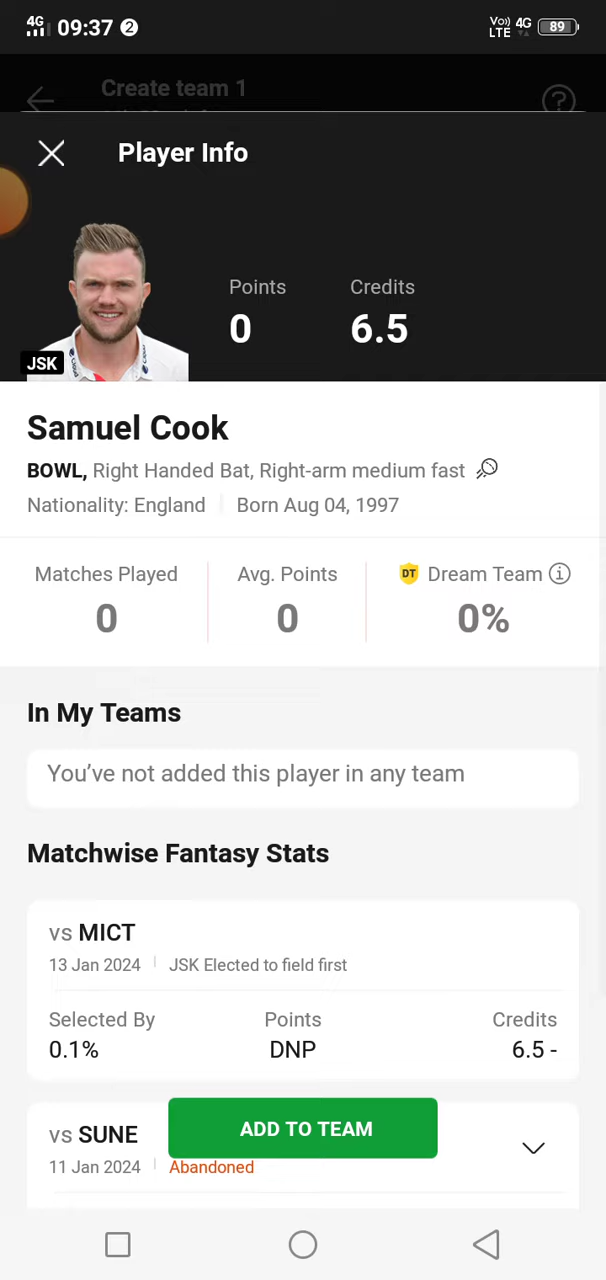 4G 09:37 2 Vo) LTE 4G 89
Create team 1
Player Info
Points Credits
0 6.5
JSK
Samuel Cook
BOWL, Right Handed Bat, Right-arm medium fast
Nationality: England Born Aug 04, 1997
Matches Played Avg. Points DT Dream Team
0 0 0%
In My Teams
You’ve not added this player in any team
Matchwise Fantasy Stats
vs MICT
13 Jan 2024 JSK Elected to field first
Selected By Points Credits
0.1% DNP 6.5 -
vs SUNE
ADD TO TEAM
11 Jan 2024 Abandoned